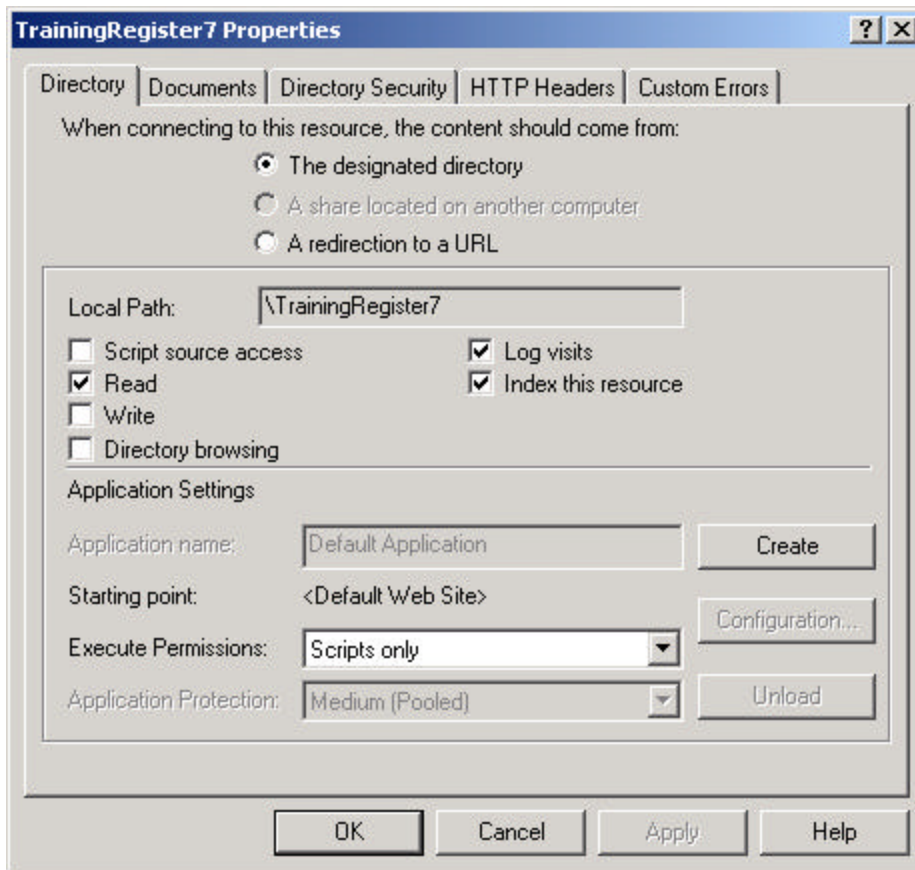 TrainingRegister7 Properties
Directory Documents Directory Security HTTP Headers Custom Errors
When connecting to this resource, the content should come from:
The designated directory
A share located on another computer
A redirection to a URL
Local Path: \TrainingRegister7
Script source access Log visits
Read Index this resource
Write
Directory browsing
Application Settings
Application name: Default Application Create
Starting point: <Default Web Site>
Configuration...
Execute Permissions: Scripts only
Application Protection: Medium (Pooled) Unload
OK Cancel Apply Help